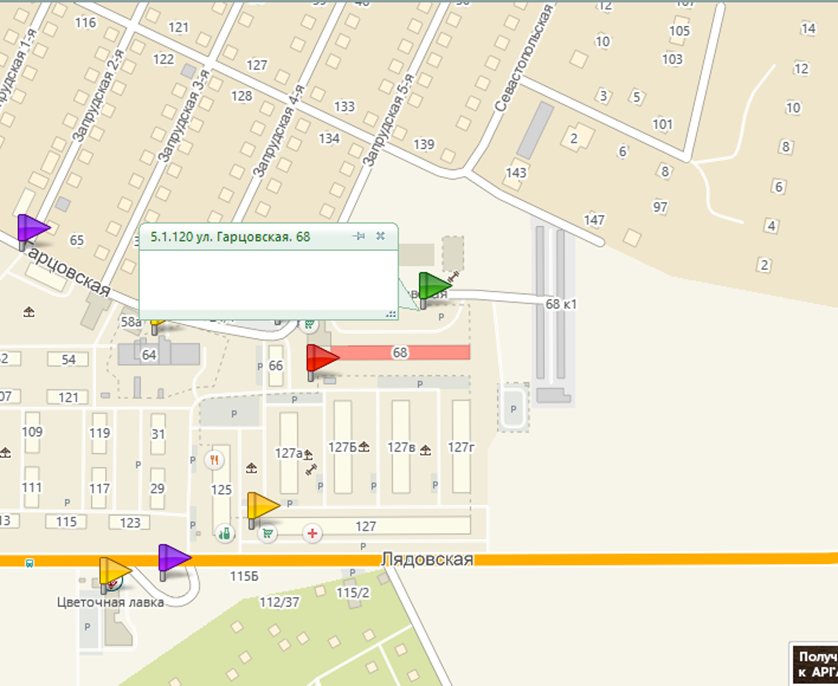 116
121
12
107
105
14
Запрудская 2-я
122
Запрудская 3-я
127
10
103
Севастопольская
12
128
133
3
5
10
Запрудская 4-я
134
Запрудская 5-я
139
101
2
6
8
8
143
6
97
147
4
65
5.1.120 ул. Гарцовская. 68
2
Гарцовская
68 к1
P
58а
64
54
66
68
P
121
P
P
P
109
119
31
127а
127Б
127в
127г
P
P
111
117
29
125
P
P
P
P
P
115
123
P
127
P
Лядовская
115Б
P
115/2
Цветочная лавка
112/37
P
Получ
к АРГА